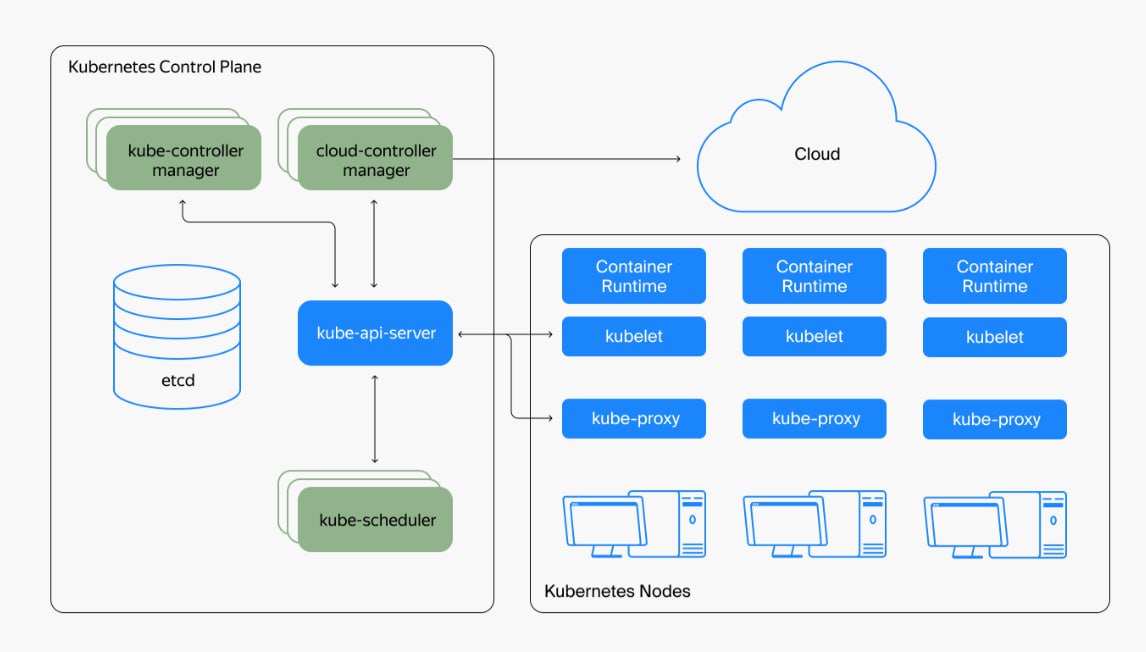 Kubernetes Control Plane
kube-controller
manager
cloud-controller
manager
Cloud
etcd
kube-api-server
kube-scheduler
Container
Runtime
Container
Runtime
Container
Runtime
kubelet
kubelet
kubelet
kube-proxy
kube-proxy
kube-proxy
Kubernetes Nodes